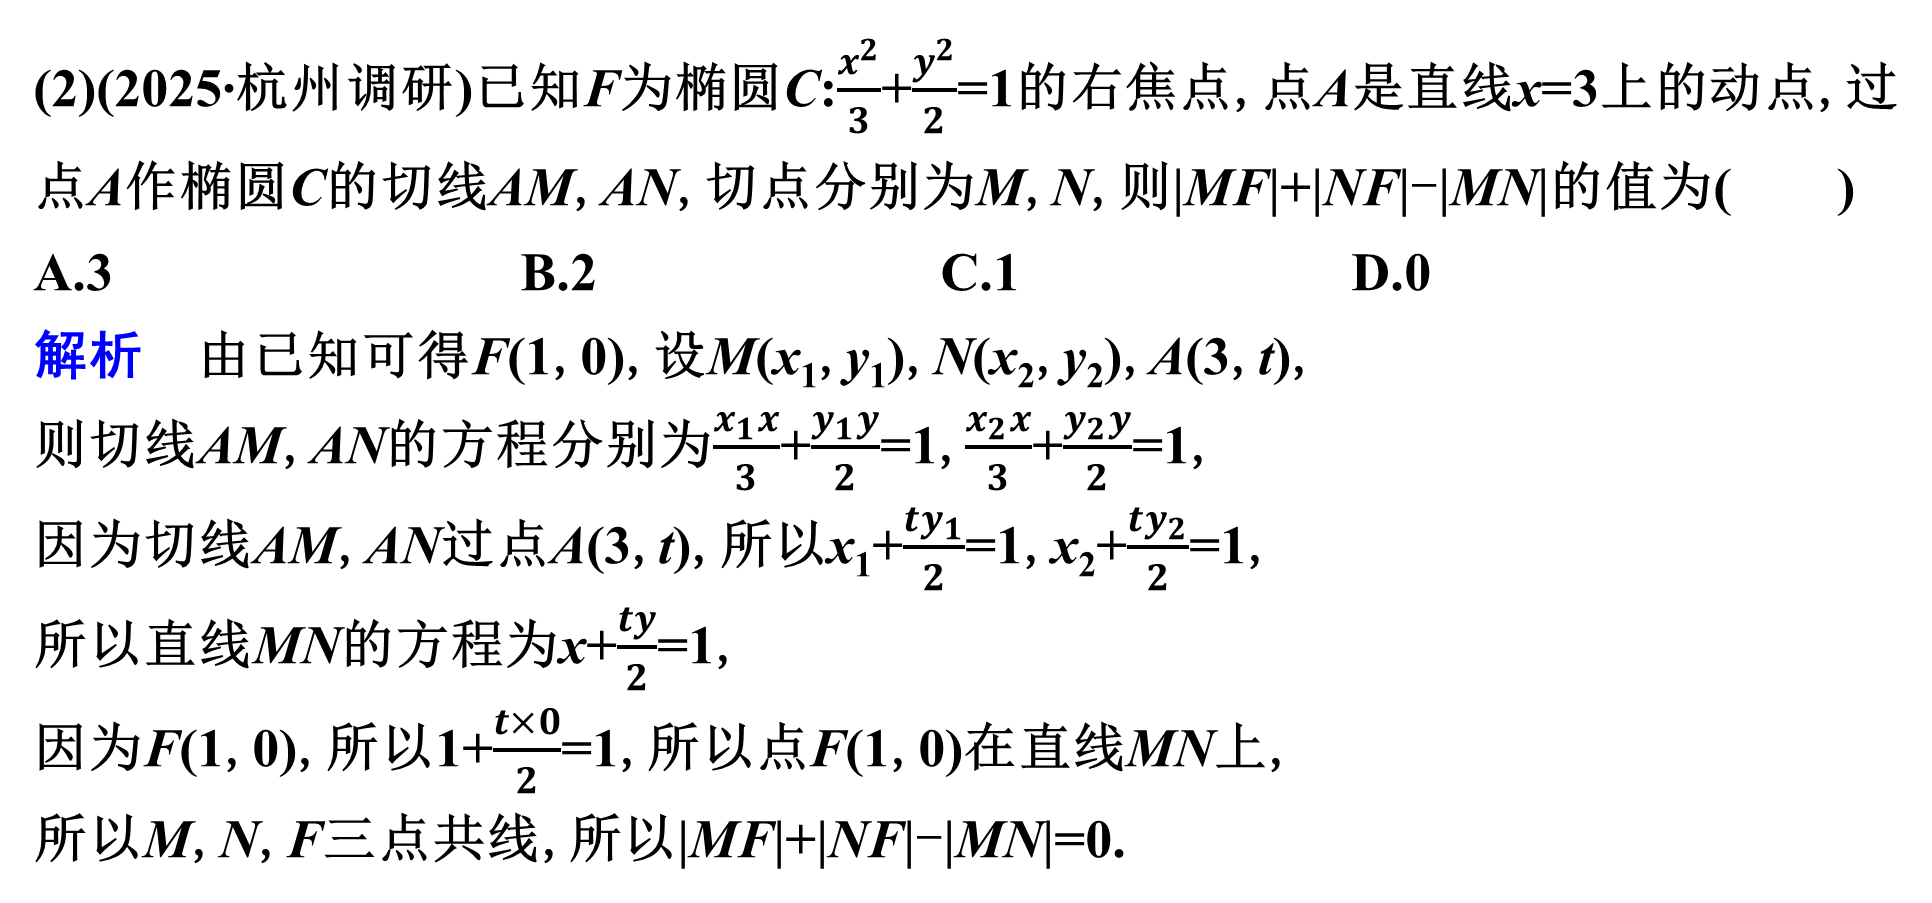 (2)(2025·杭州调研)已知F为椭圆C:x²/3+y²/2=1的右焦点, 点A是直线x=3上的动点, 过
点A作椭圆C的切线AM, AN, 切点分别为M, N, 则|MF|+|NF|−|MN|的值为(  )
A.3 B.2 C.1 D.0
解析 由已知可得F(1, 0), 设M(x₁, y₁), N(x₂, y₂), A(3, t),
则切线AM, AN的方程分别为x₁x/3+y₁y/2=1, x₂x/3+y₂y/2=1,
因为切线AM, AN过点A(3, t), 所以x₁+ty₁/2=1, x₂+ty₂/2=1,
所以直线MN的方程为x+ty/2=1,
因为F(1, 0), 所以1+t×0/2=1, 所以点F(1, 0)在直线MN上,
所以M, N, F三点共线, 所以|MF|+|NF|−|MN|=0.